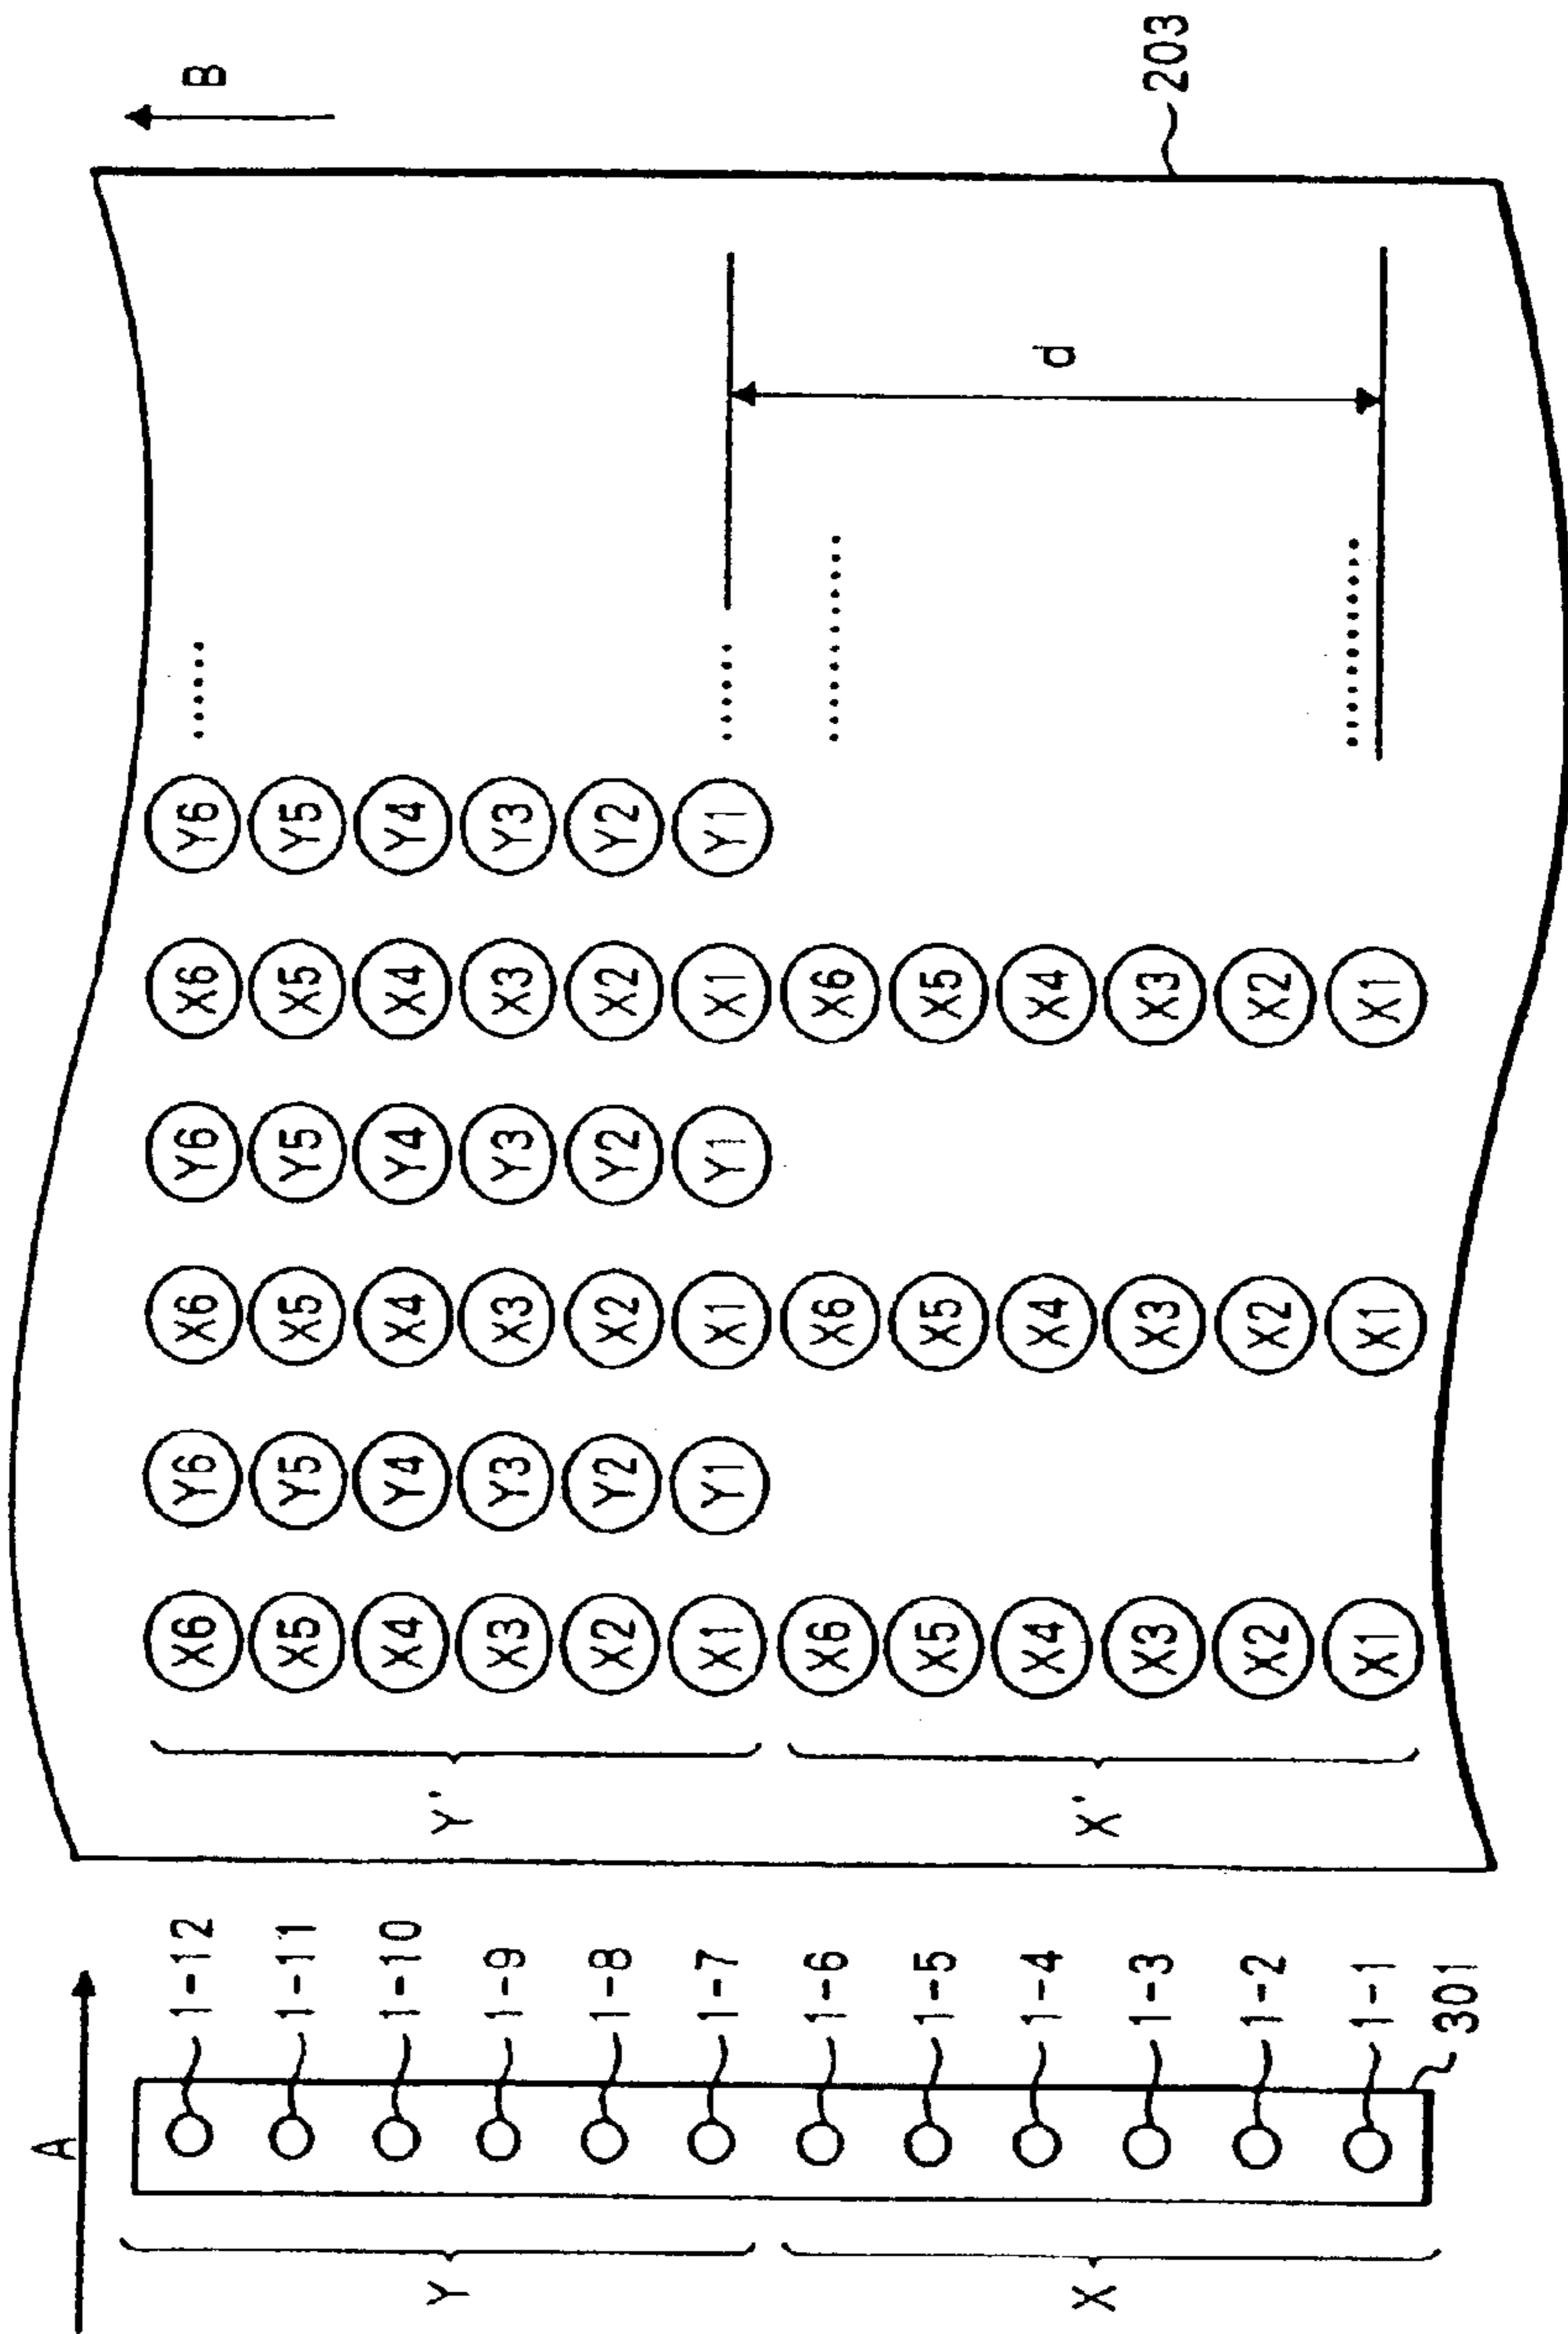 A
1-12 X6 Y6 X6 Y6 X6 Y6 ...... B
1-11 X5 Y5 X5 Y5 X5 Y5
1-10 X4 Y4 X4 Y4 X4 Y4
Y Y'
1-9 X3 Y3 X3 Y3 X3 Y3
1-8 X2 Y2 X2 Y2 X2 Y2
1-7 X1 Y1 X1 Y1 X1 Y1 ......
1-6 X6 X6 X6 ............
1-5 X5 X5 X5
1-4 X4 X4 X4 d
X X'
1-3 X3 X3 X3 203
1-2 X2 X2 X2
1-1 X1 X1 X1 ............
301